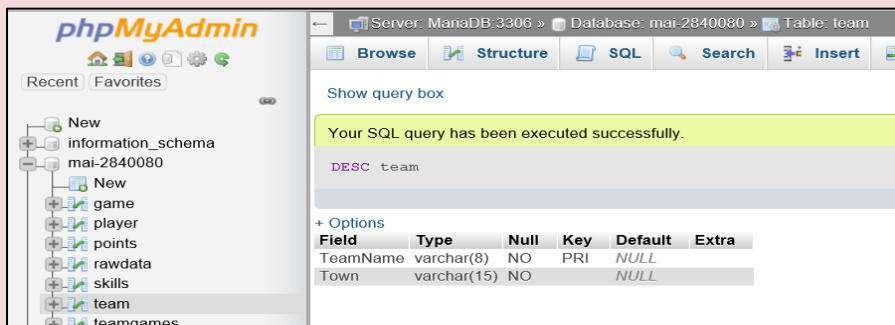 phpMyAdmin
Recent Favorites
New
information_schema
mai-2840080
New
game
player
points
rawdata
skills
team
teamgames
Server: MariaDB:3306 » Database: mai-2840080 » Table: team
Browse Structure SQL Search Insert
Show query box
Your SQL query has been executed successfully.
DESC team
+ Options
Field Type Null Key Default Extra
TeamName varchar(8) NO PRI NULL
Town varchar(15) NO NULL